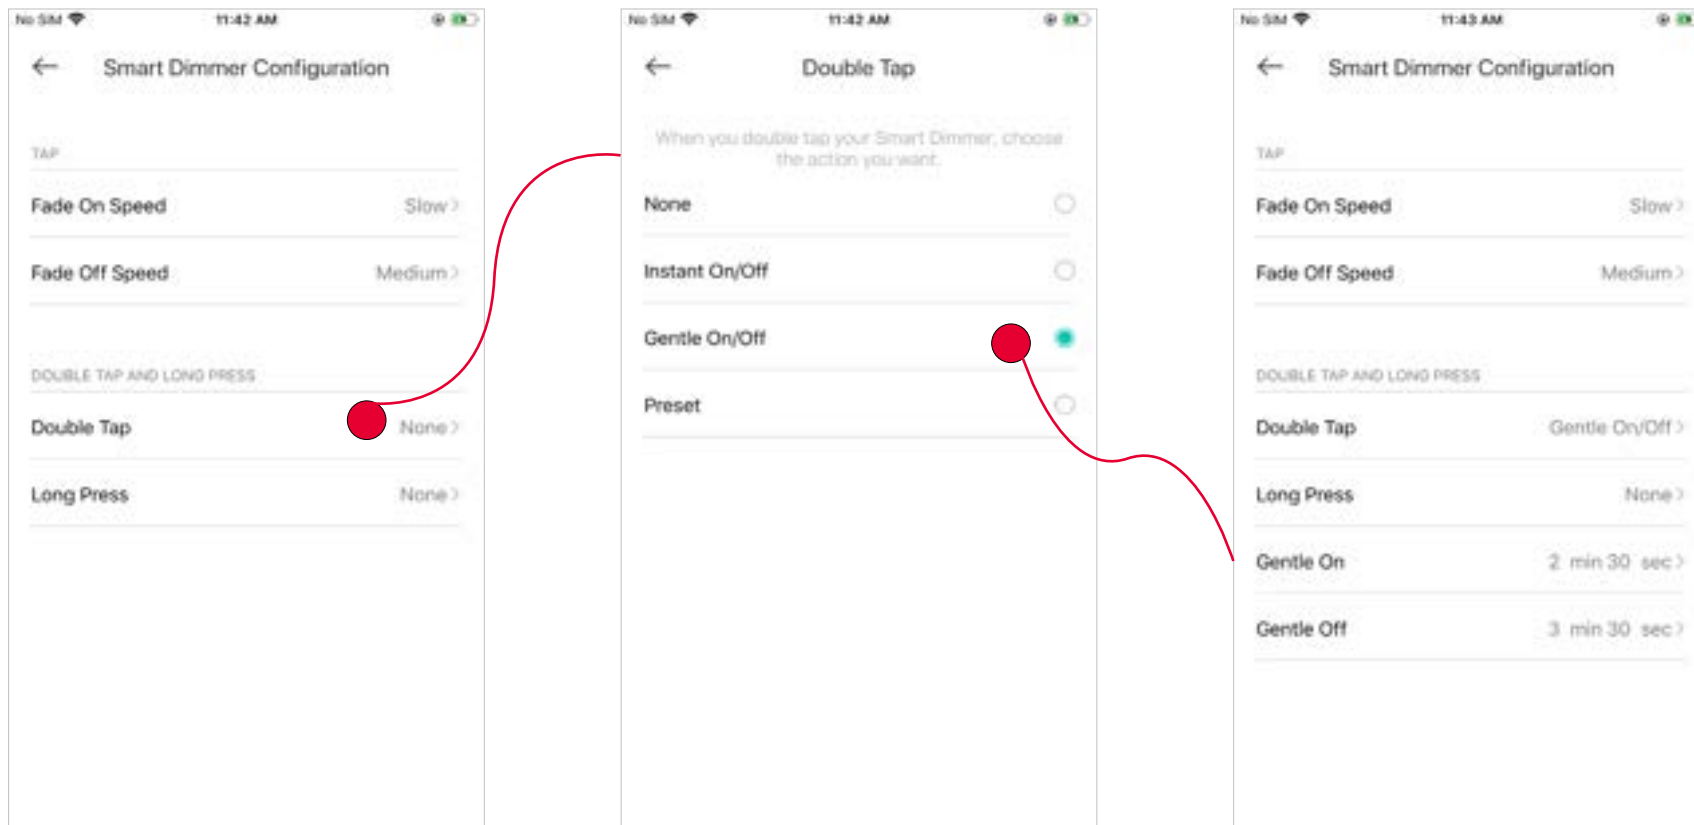 No SIM 11:42 AM
Smart Dimmer Configuration
TAP
Fade On Speed Slow
Fade Off Speed Medium
DOUBLE TAP AND LONG PRESS
Double Tap None
Long Press None
No SIM 11:42 AM
Double Tap
When you double tap your Smart Dimmer, choose
the action you want.
None
Instant On/Off
Gentle On/Off
Preset
No SIM 11:43 AM
Smart Dimmer Configuration
TAP
Fade On Speed Slow
Fade Off Speed Medium
DOUBLE TAP AND LONG PRESS
Double Tap Gentle On/Off
Long Press None
Gentle On 2 min 30 sec
Gentle Off 3 min 30 sec